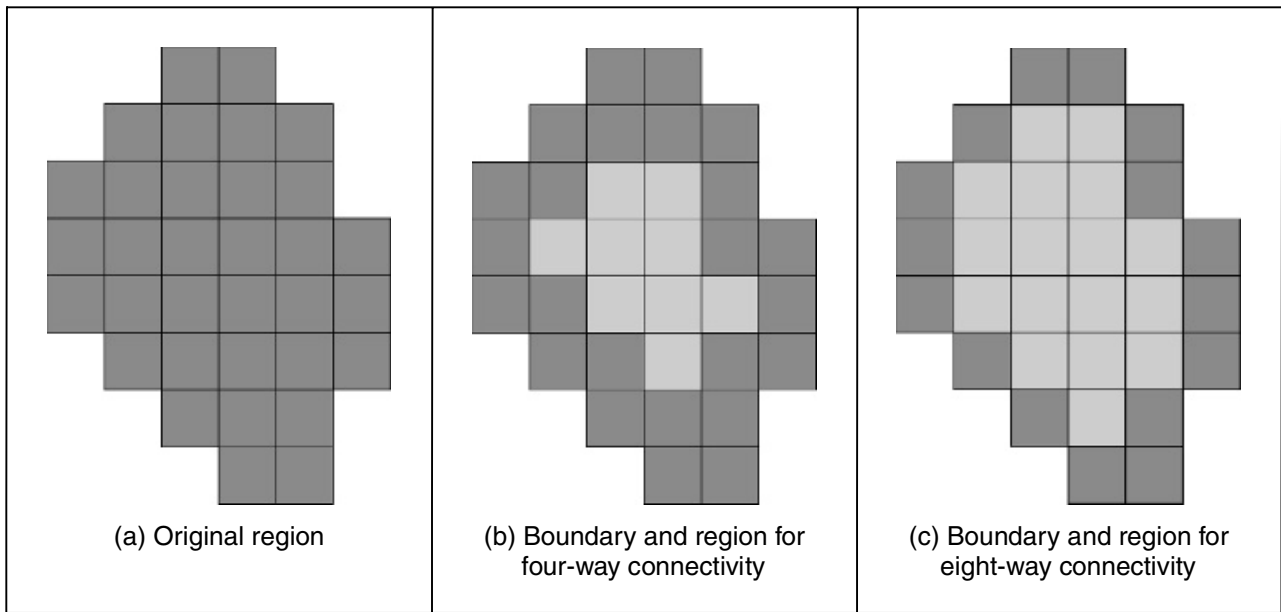 (a) Original region
(b) Boundary and region for
four-way connectivity
(c) Boundary and region for
eight-way connectivity